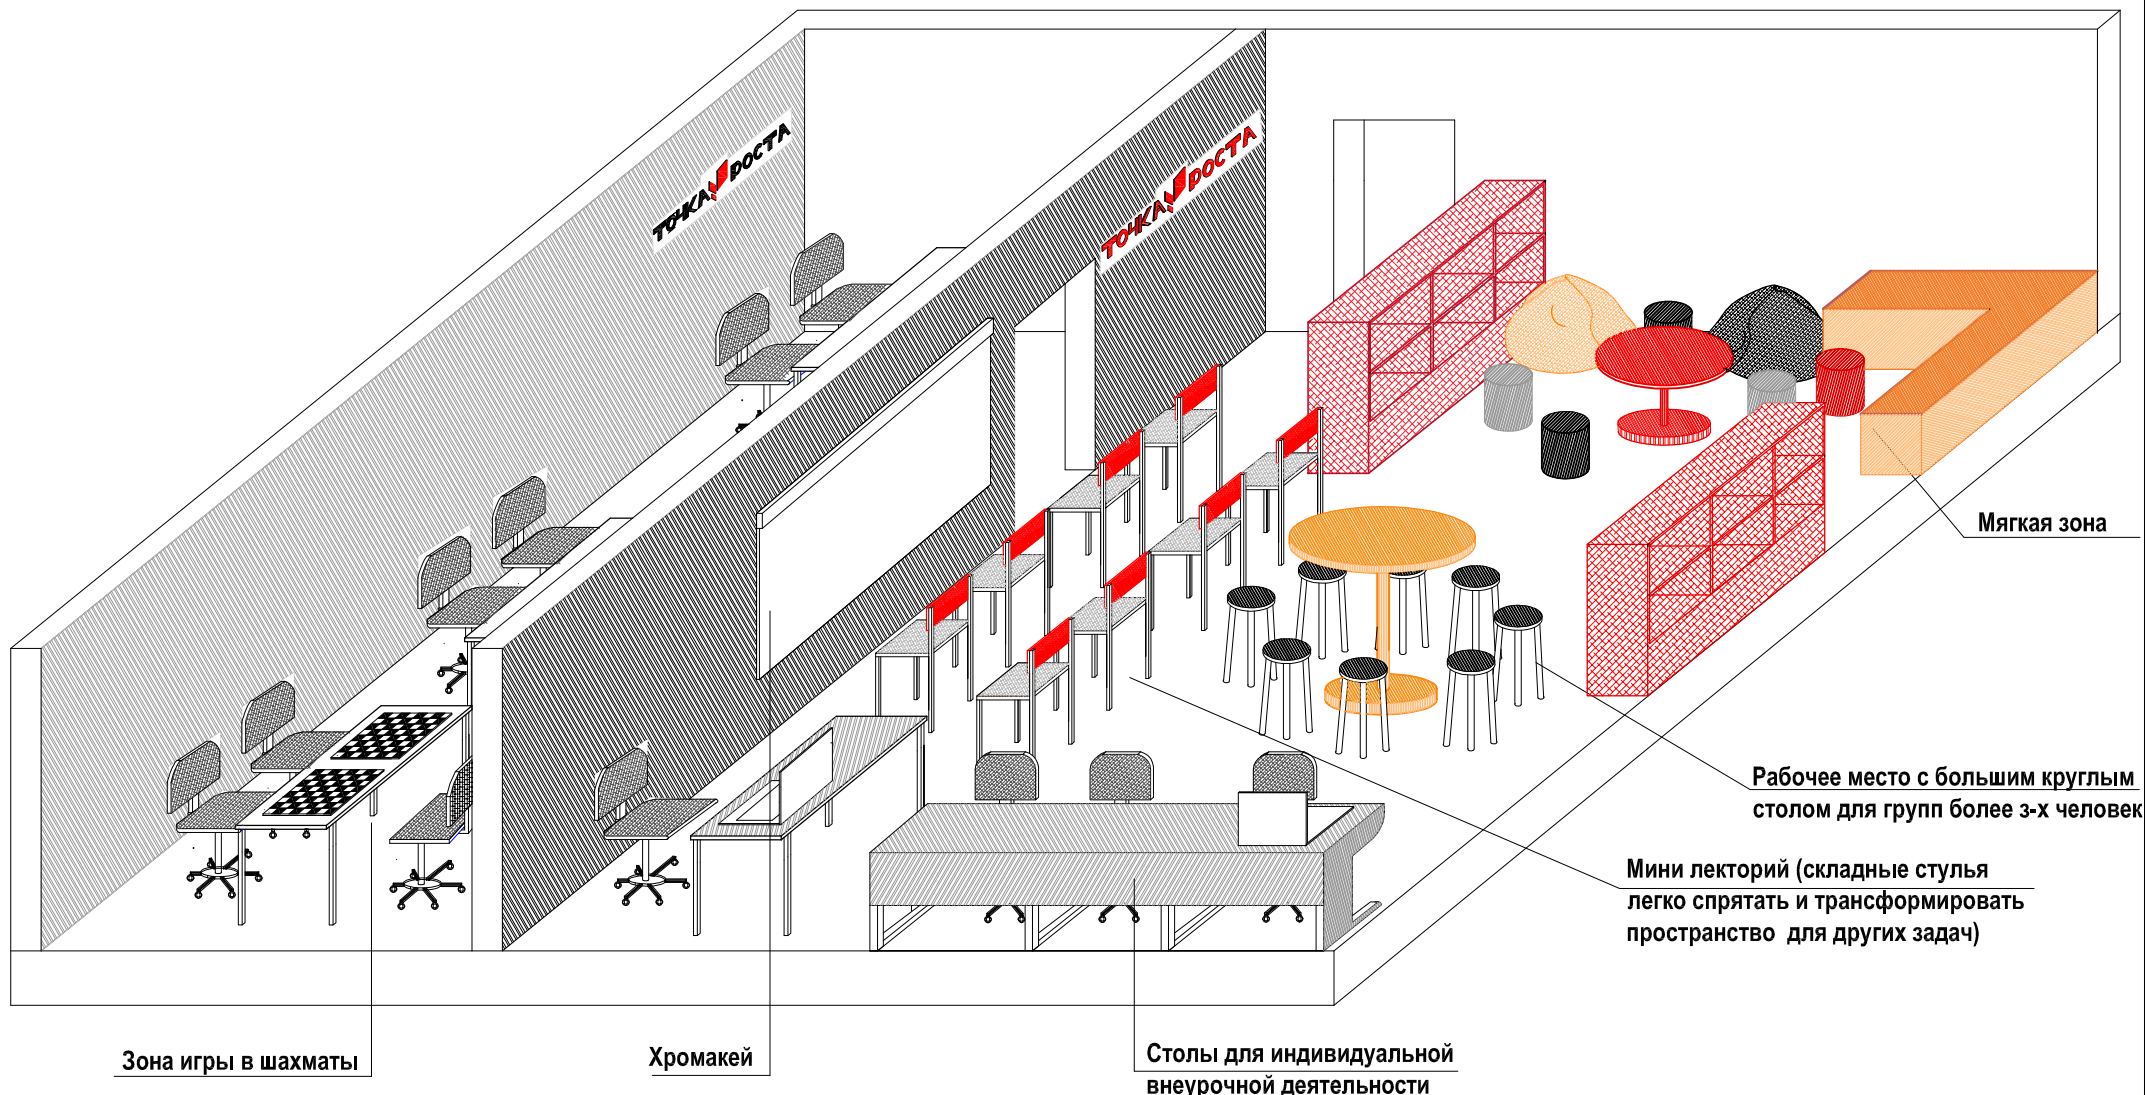 ТОЧКА РОСТА
ТОЧКА РОСТА
Мягкая зона
Рабочее место с большим круглым
столом для групп более з-х человек
Мини лекторий (складные стулья
легко спрятать и трансформировать
пространство для других задач)
Зона игры в шахматы
Хромакей
Столы для индивидуальной
внеурочной деятельности